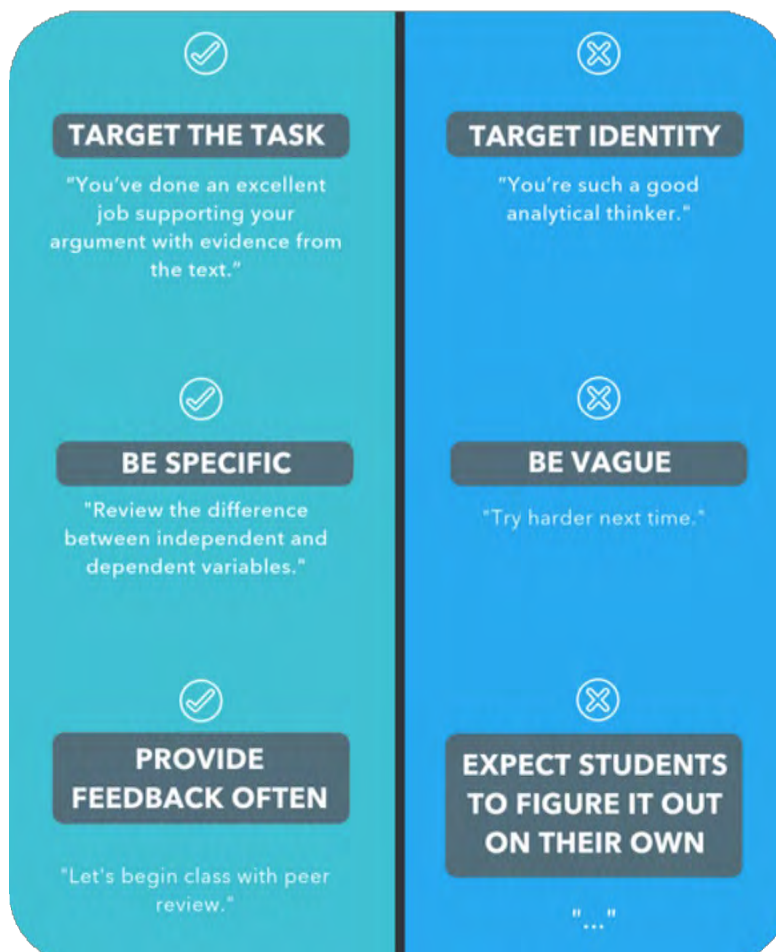 TARGET THE TASK
"You've done an excellent
job supporting your
argument with evidence from
the text."
BE SPECIFIC
"Review the difference
between independent and
dependent variables."
PROVIDE
FEEDBACK OFTEN
"Let's begin class with peer
review."
TARGET IDENTITY
"You're such a good
analytical thinker."
BE VAGUE
"Try harder next time."
EXPECT STUDENTS
TO FIGURE IT OUT
ON THEIR OWN
"..."